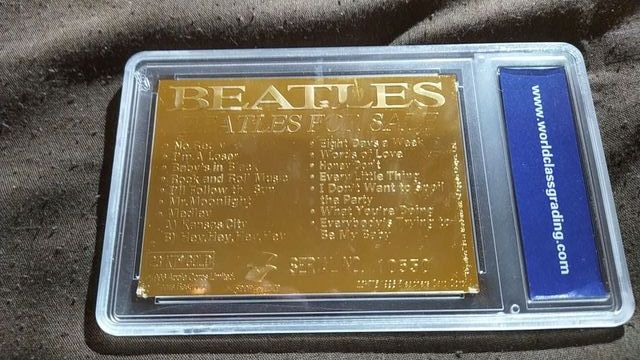 BEATLES
BEATLES FOR SALE
• No Reply
• I'm A Loser
• Baby's in Black
• Rock and Roll Music
• I'll Follow the Sun
• Mr. Moonlight
• Medley
A) Kansas City
B) Hey, Hey, Hey, Hey
• Eight Days a Week
• Words of Love
• Honey Don't
• Every Little Thing
• I Don't Want to Spoil
the Party
• What You're Doing
• Everybody's Trying to
Be My Baby
Apple Corps Limited
SERIAL NO.
www.worldclassgrading.com